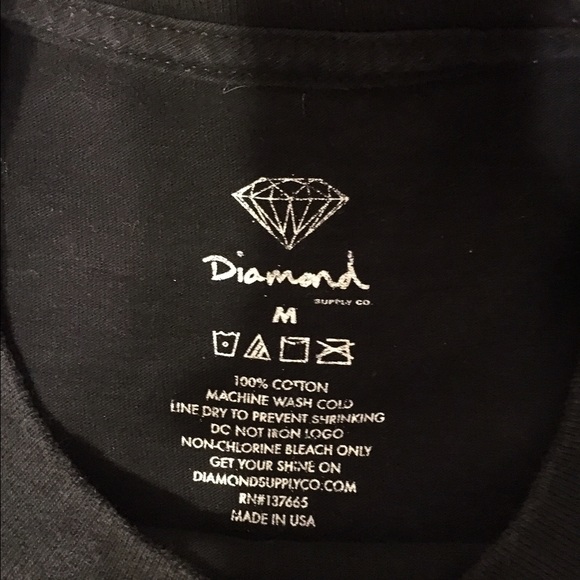 Diamond
SUPPLY CO.
M
100% COTTON
MACHINE WASH COLD
LINE DRY TO PREVENT SHRINKING
DO NOT IRON LOGO
NON-CHLORINE BLEACH ONLY
GET YOUR SHINE ON
DIAMONDSUPPLYCO.COM
RN#137665
MADE IN USA